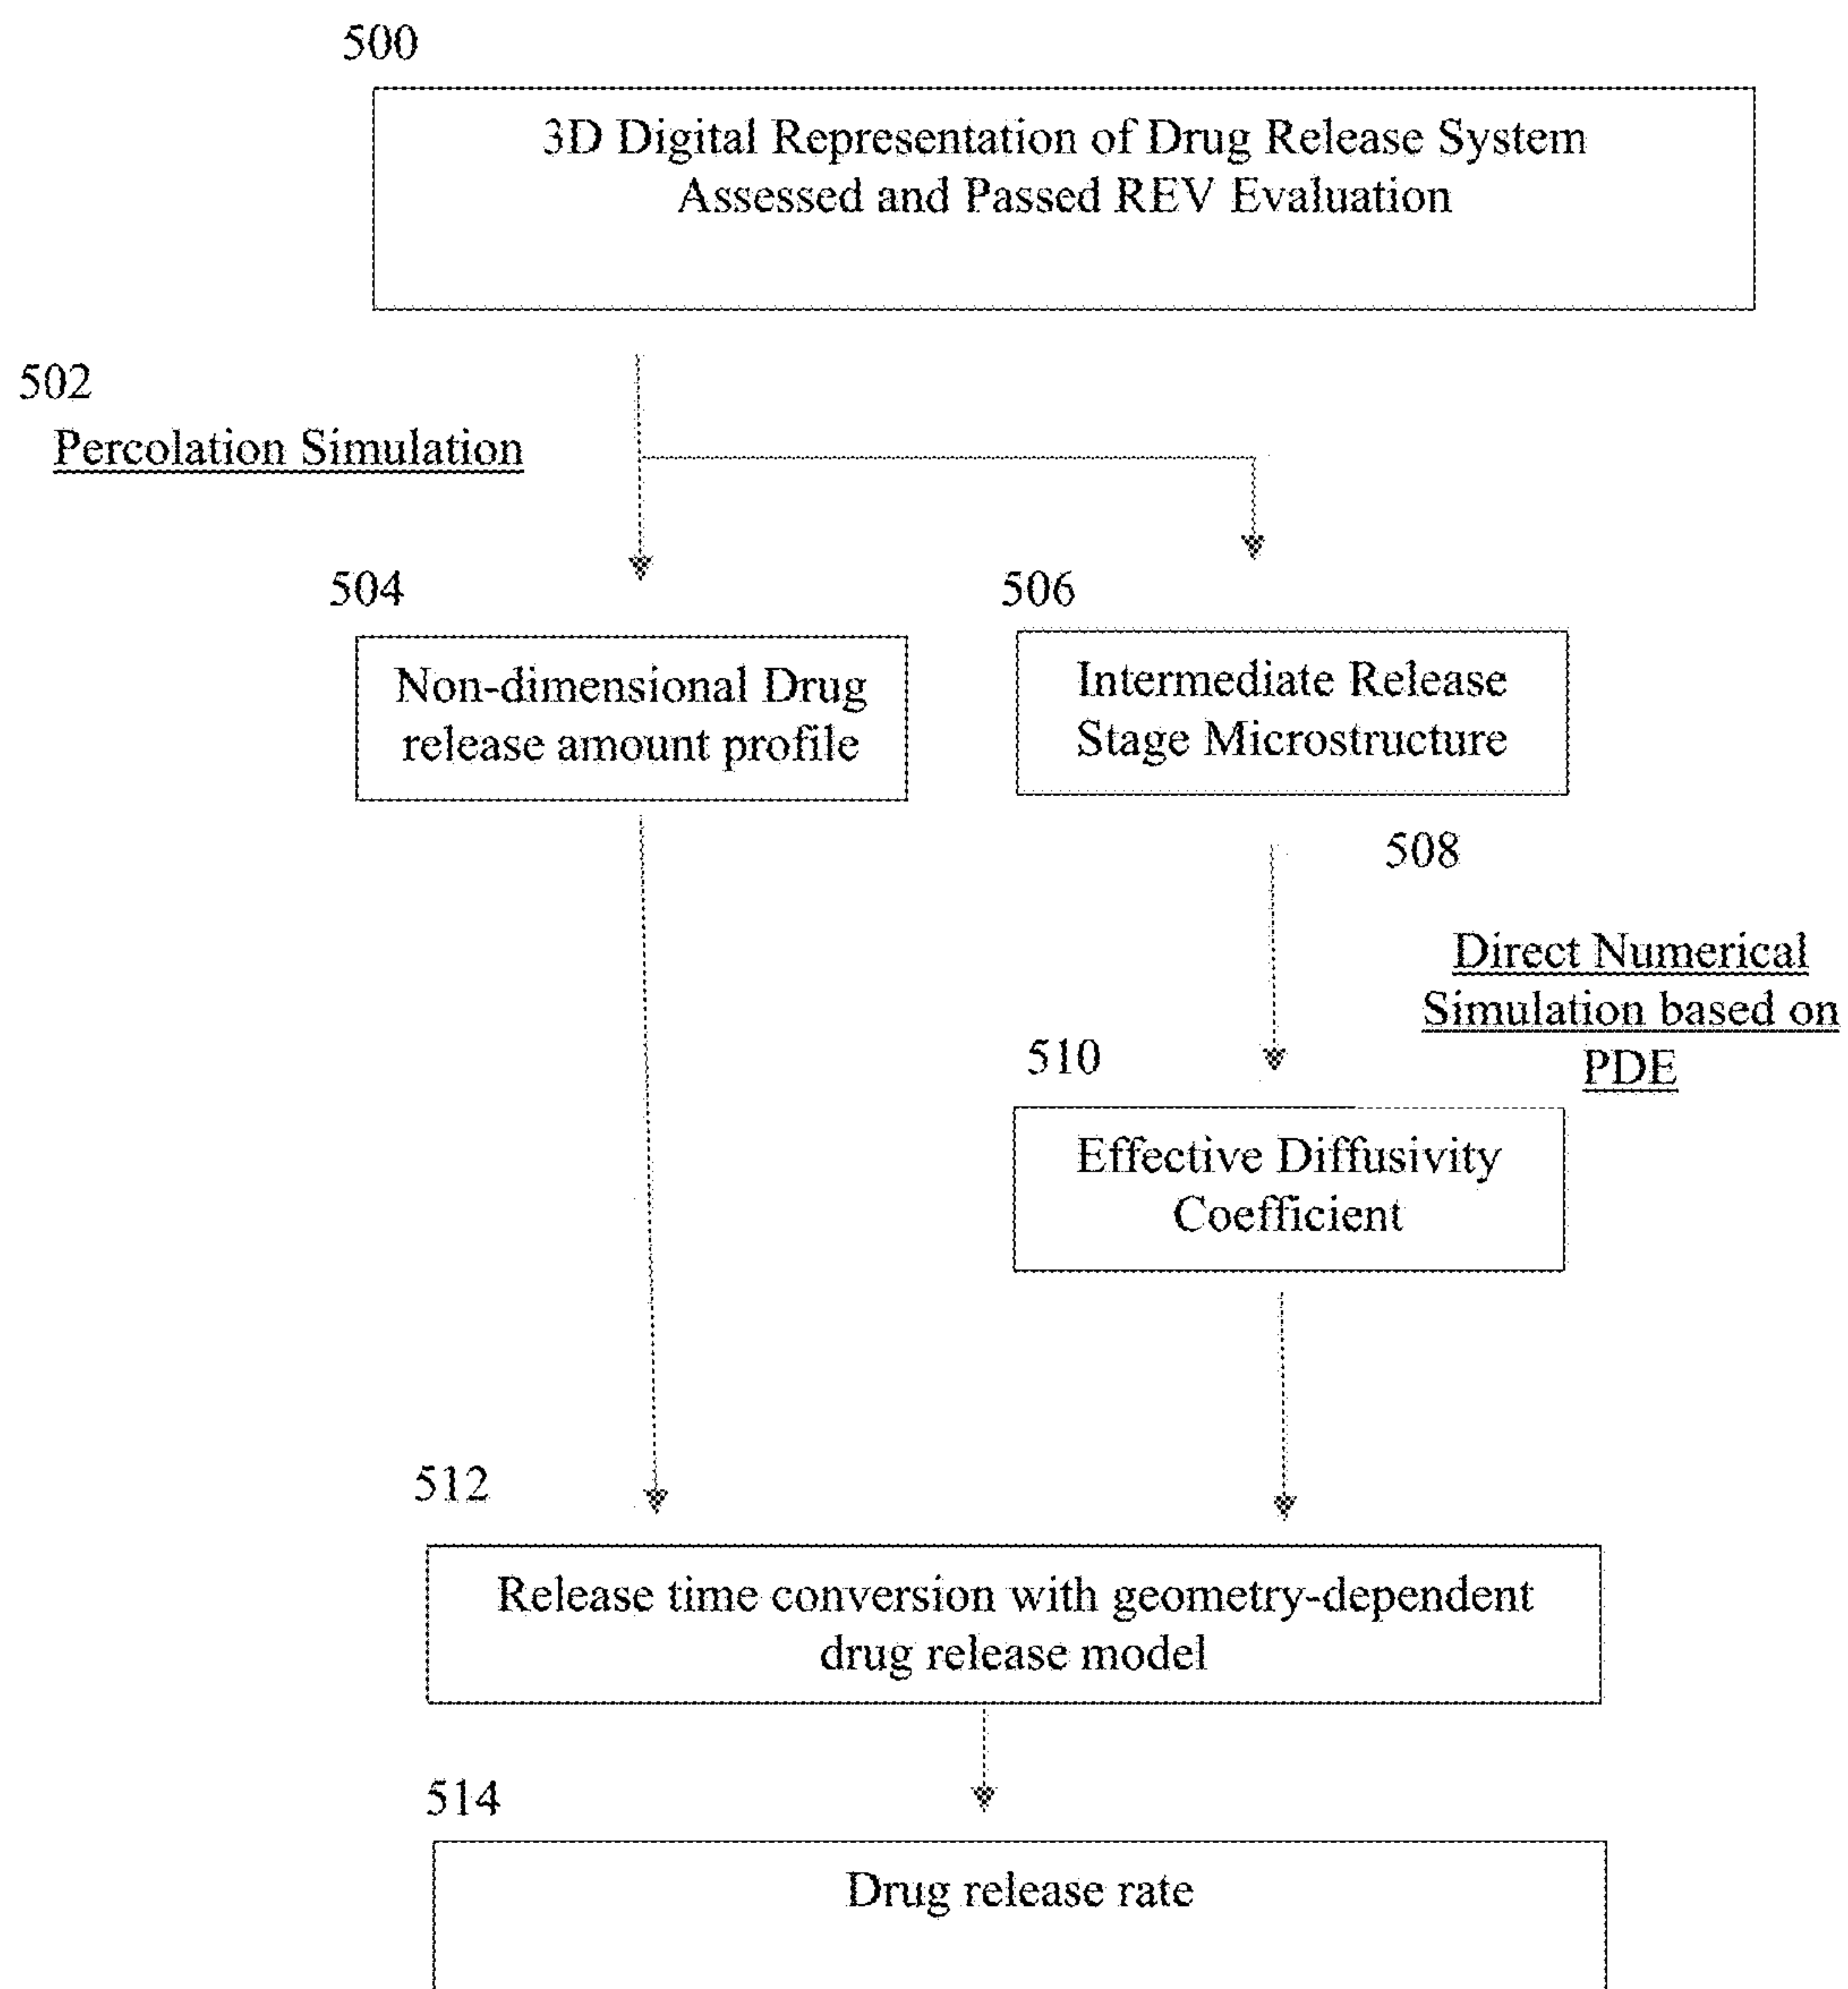 500
3D Digital Representation of Drug Release System
Assessed and Passed REV Evaluation
502
Percolation Simulation
504
Non-dimensional Drug
release amount profile
506
Intermediate Release
Stage Microstructure
508
Direct Numerical
Simulation based on
PDE
510
Effective Diffusivity
Coefficient
512
Release time conversion with geometry-dependent
drug release model
514
Drug release rate